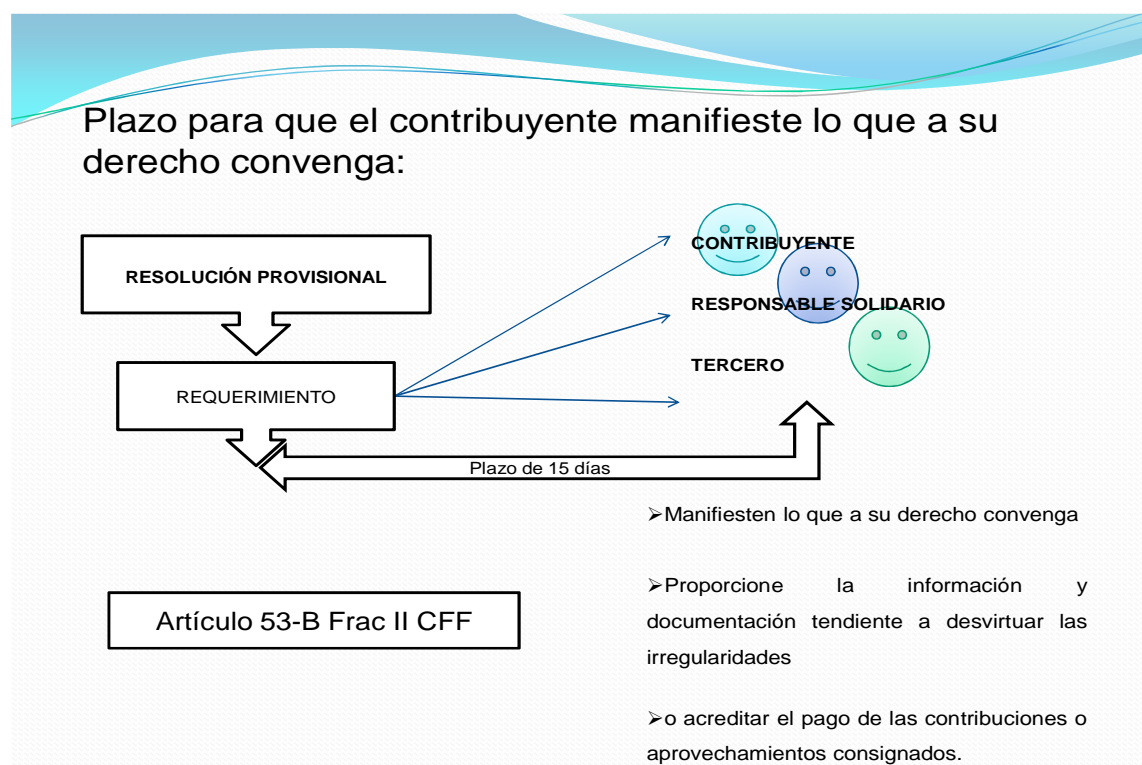 Plazo para que el contribuyente manifieste lo que a su
derecho convenga:
RESOLUCIÓN PROVISIONAL
REQUERIMIENTO
CONTRIBUYENTE
RESPONSABLE SOLIDARIO
TERCERO
Plazo de 15 días
➢Manifiesten lo que a su derecho convenga
➢Proporcione la información y
documentación tendiente a desvirtuar las
irregularidades
➢o acreditar el pago de las contribuciones o
aprovechamientos consignados.
Artículo 53-B Frac II CFF